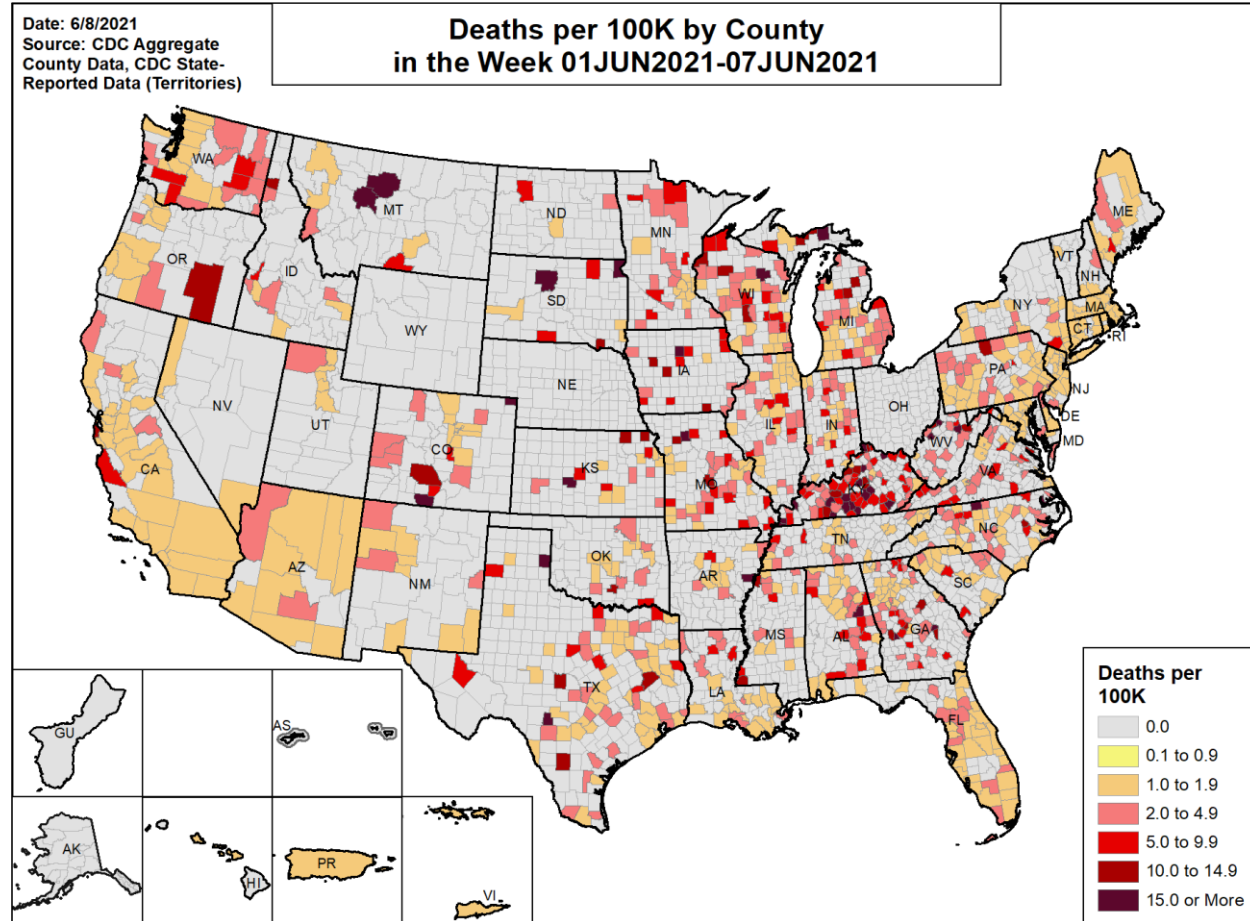 Date: 6/8/2021
Source: CDC Aggregate
County Data, CDC State-
Reported Data (Territories)
Deaths per 100K by County
in the Week 01JUN2021-07JUN2021
WA
MT
ND
MN
ME
OR
ID
SD
WI
MI
VT
NH
NY
MA
CT
RI
WY
IA
PA
NJ
NE
NV
UT
CO
IL
IN
OH
DE
MD
WV
VA
CA
KS
MO
AZ
NM
OK
AR
TN
NC
SC
TX
LA
MS
AL
GA
FL
GU
AS
AK
HI
PR
VI
Deaths per
100K
0.0
0.1 to 0.9
1.0 to 1.9
2.0 to 4.9
5.0 to 9.9
10.0 to 14.9
15.0 or More